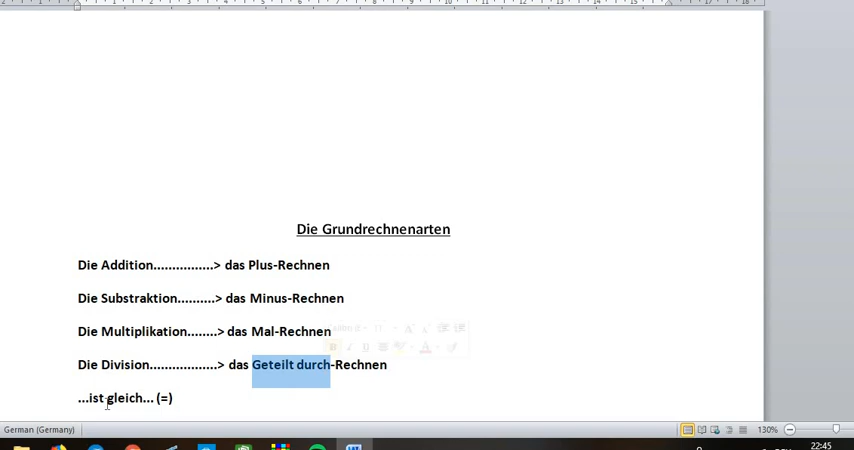 Die Grundrechnenarten
Die Addition................> das Plus-Rechnen
Die Substraktion..........> das Minus-Rechnen
Die Multiplikation........> das Mal-Rechnen
Die Division..................> das Geteilt durch-Rechnen
...ist gleich... (=)
German (Germany)
130%
22:45